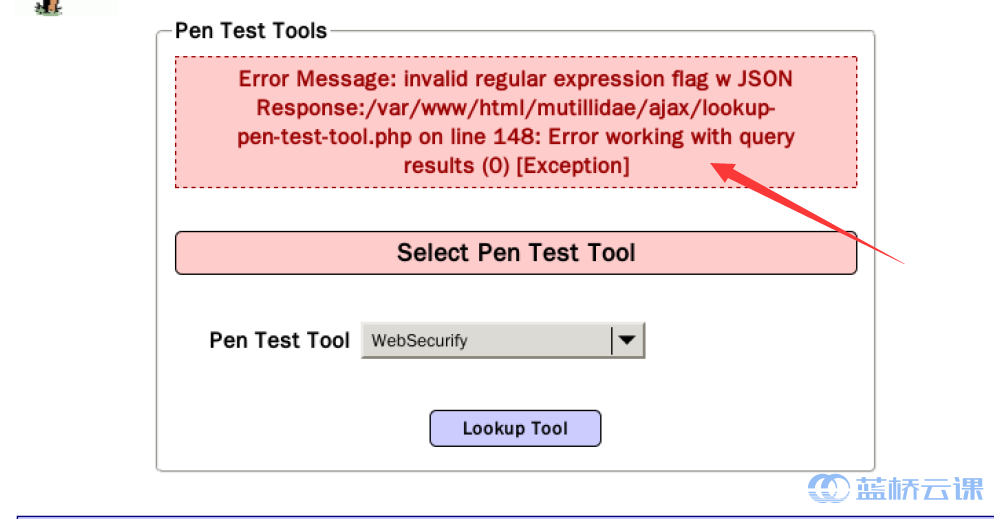 Pen Test Tools
Error Message: invalid regular expression flag w JSON
Response:/var/www/html/mutillidae/ajax/lookup-
pen-test-tool.php on line 148: Error working with query
results (0) [Exception]
Select Pen Test Tool
Pen Test Tool WebSecurify
Lookup Tool
蓝桥云课